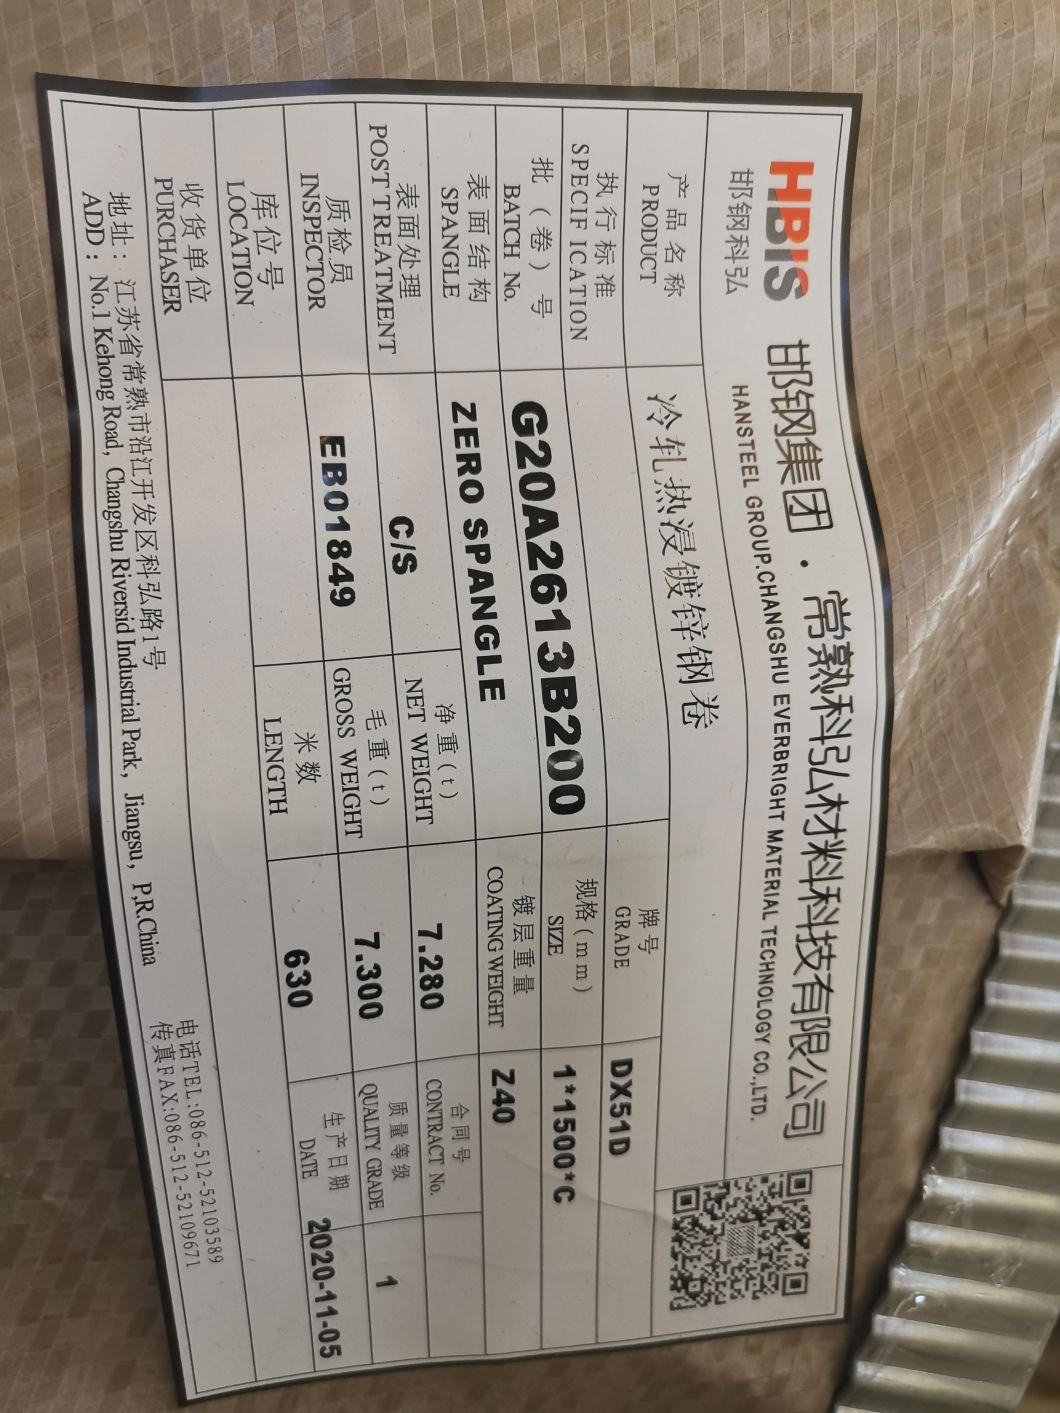 HBIS
邯钢科弘
邯钢集团·常熟科弘材料科技有限公司
HANSTEEL GROUP.CHANGSHU EVERBRIGHT MATERIAL TECHNOLOGY CO.,LTD.
产品名称
PRODUCT
冷轧热浸镀锌钢卷
执行标准
SPECIF ICATION
牌号
GRADE
DX51D
批(卷)号
BATCH No.
G20A2613B200
规格(mm)
SIZE
1*1500*C
表面结构
SPANGLE
ZERO SPANGLE
镀层重量
COATING WEIGHT
Z40
表面处理
POST TREATMENT
C/S
净重(t)
NET WEIGHT
7.280
合同号
CONTRACT No.
质检员
INSPECTOR
EB01849
毛重(t)
GROSS WEIGHT
7.300
质量等级
QUALITY GRADE
1
库位号
LOCATION
米数
LENGTH
630
生产日期
DATE
2020-11-05
收货单位
PURCHASER
地址:江苏省常熟市沿江开发区科弘路1号
ADD: No.1 Kehong Road, Changshu Riversid Industrial Park, Jiangsu, P,R.China
电话TEL:086-512-52103589
传真FAX:086-512-52109671